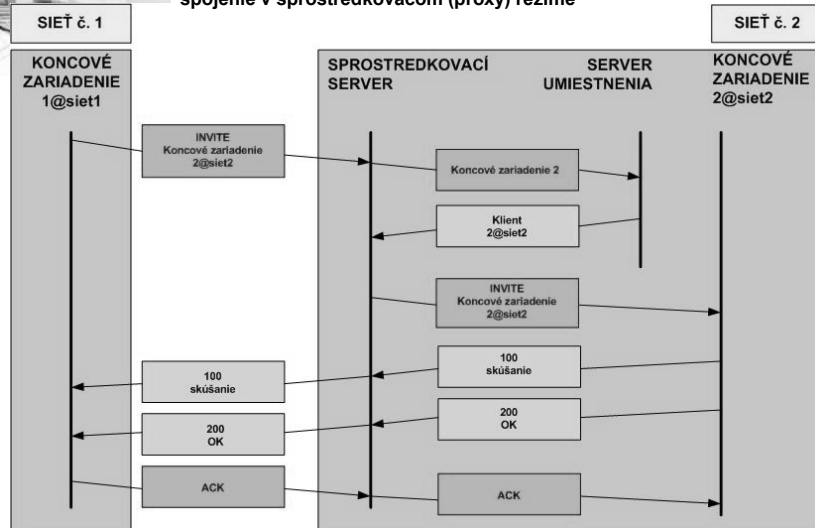 spojenie v sprostredkovacom (proxy) režime
SIEŤ č. 1
SIEŤ č. 2
KONCOVÉ
ZARIADENIE
1@siet1
SPROSTREDKOVACÍ
SERVER
SERVER
UMIESTNENIA
KONCOVÉ
ZARIADENIE
2@siet2
INVITE
Koncové zariadenie
2@siet2
Koncové zariadenie 2
Klient
2@siet2
INVITE
Koncové zariadenie
2@siet2
100
skúšanie
100
skúšanie
200
OK
200
OK
ACK
ACK